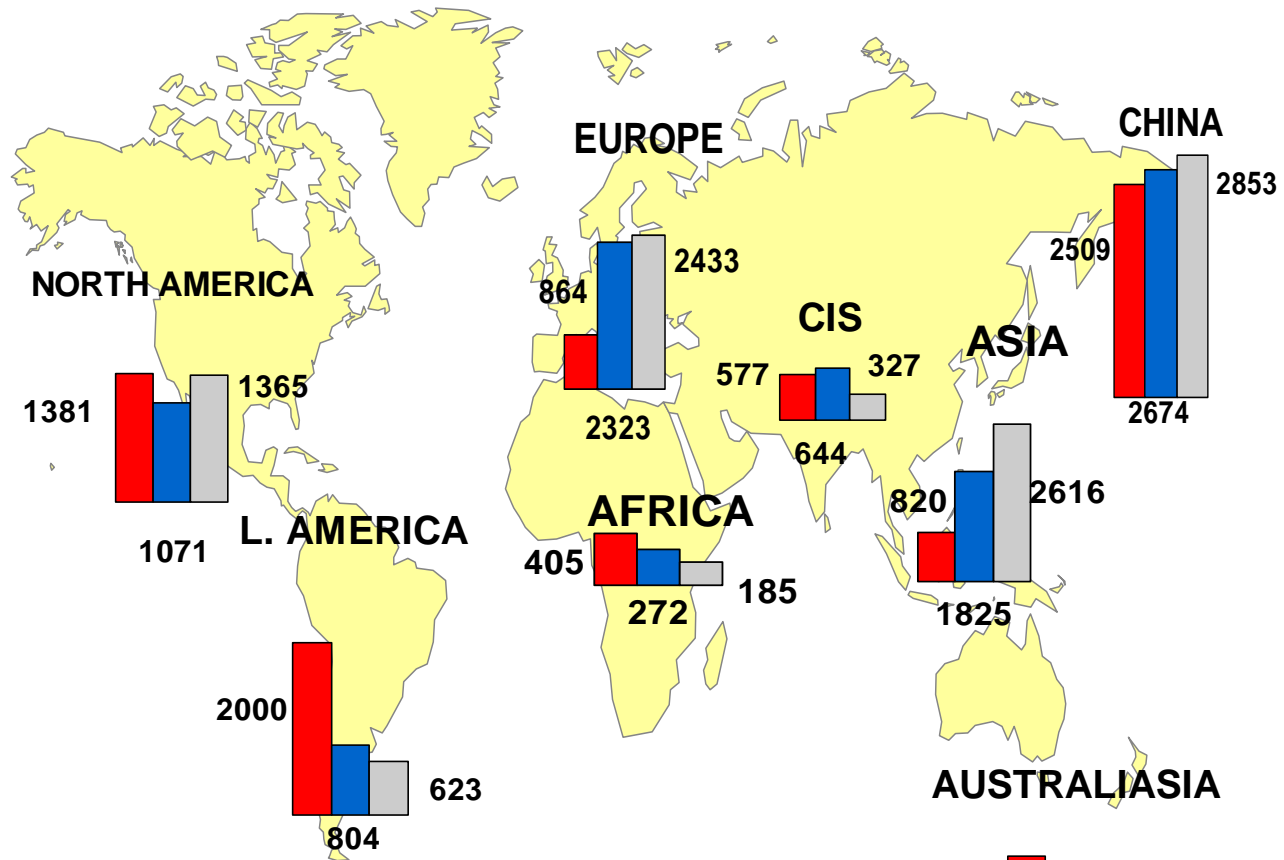 CHINA
EUROPE
2853
2509
2433
NORTH AMERICA
864
CIS
ASIA
577
327
1365
1381
2674
2323
644
820
2616
AFRICA
L. AMERICA
1071
405
185
272
1825
2000
AUSTRALIASIA
623
804